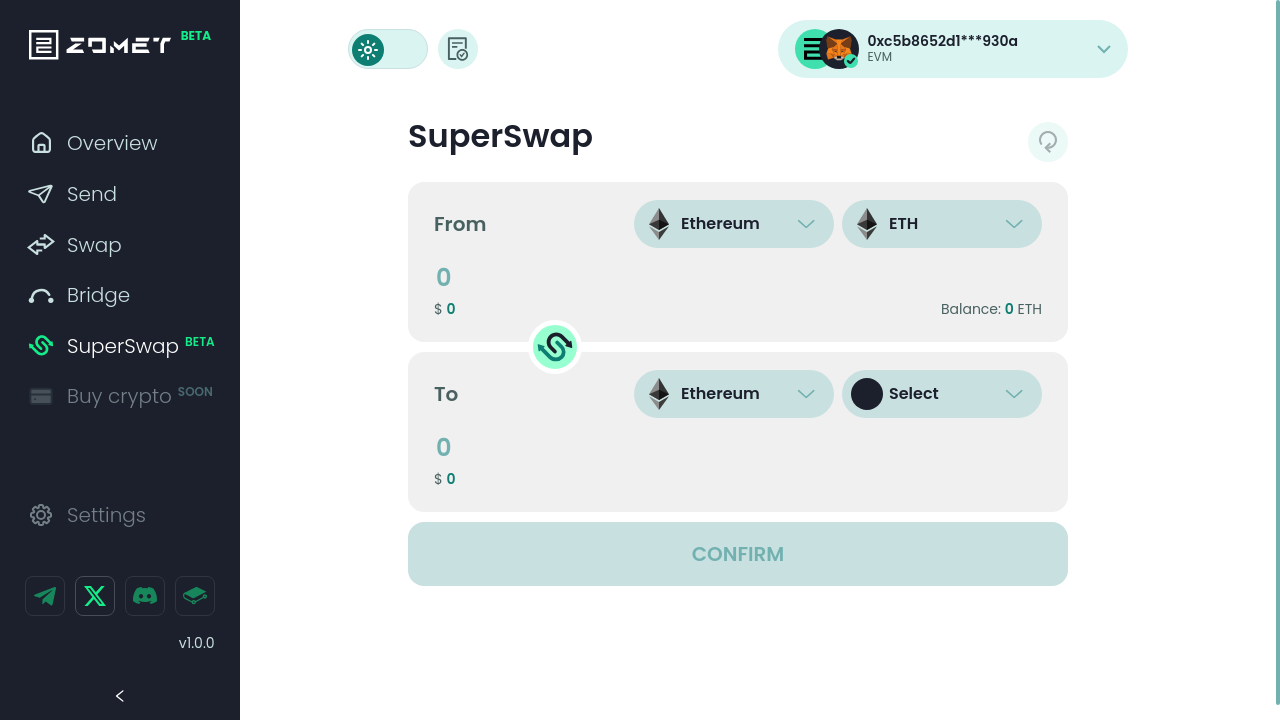 ZOMET BETA
Overview
Send
Swap
Bridge
SuperSwap BETA
Buy crypto SOON
Settings
v1.0.0
0xc5b8652d1***930a
EVM
SuperSwap
From
Ethereum
ETH
0
$ 0
Balance: 0 ETH
To
Ethereum
Select
0
$ 0
CONFIRM